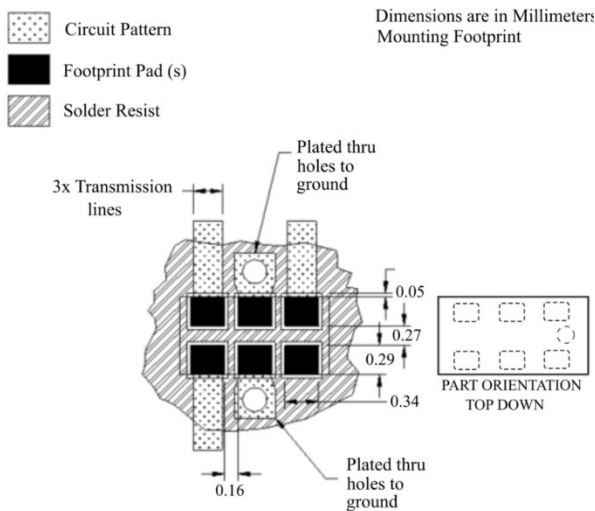 Circuit Pattern
Footprint Pad (s)
Solder Resist
Dimensions are in Millimeters
Mounting Footprint
Plated thru
holes to
ground
3x Transmission
lines
0.05
0.27
0.29
0.34
PART ORIENTATION
TOP DOWN
0.16
Plated thru
holes to
ground